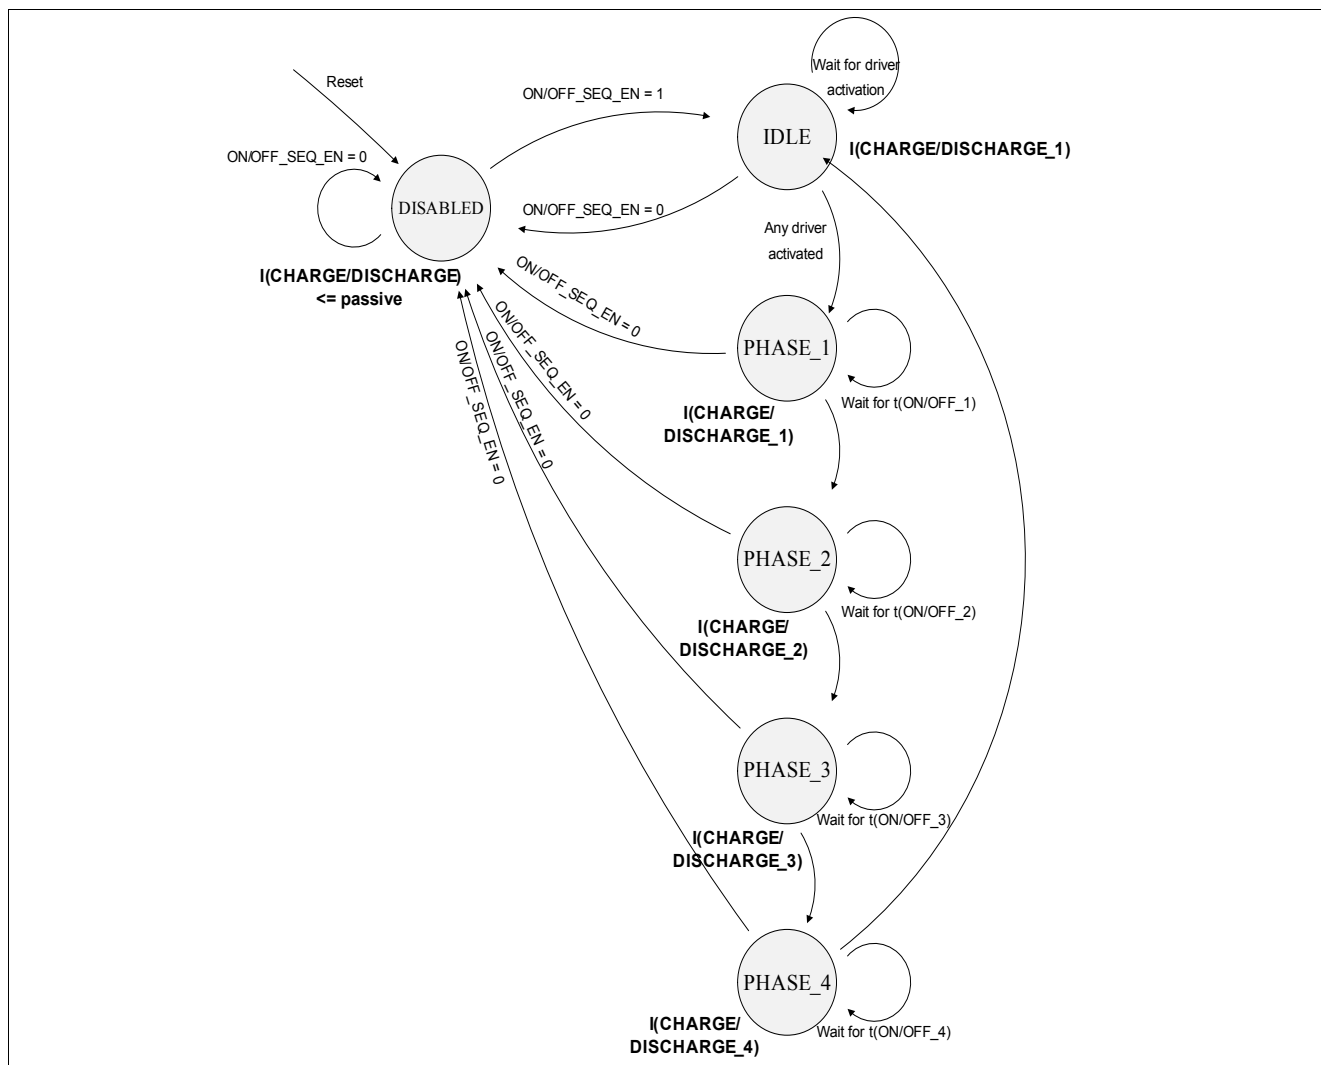 Wait for driver
activation
Reset
ON/OFF_SEQ_EN = 1
IDLE
I(CHARGE/DISCHARGE_1)
ON/OFF_SEQ_EN = 0
DISABLED
ON/OFF_SEQ_EN = 0
Any driver
activated
I(CHARGE/DISCHARGE)
<= passive
ON/OFF_SEQ_EN = 0
ON/OFF_SEQ_EN = 0
ON/OFF_SEQ_EN = 0
ON/OFF_SEQ_EN = 0
PHASE_1
Wait for t(ON/OFF_1)
I(CHARGE/
DISCHARGE_1)
PHASE_2
Wait for t(ON/OFF_2)
I(CHARGE/
DISCHARGE_2)
PHASE_3
Wait for t(ON/OFF_3)
I(CHARGE/
DISCHARGE_3)
PHASE_4
Wait for t(ON/OFF_4)
I(CHARGE/
DISCHARGE_4)